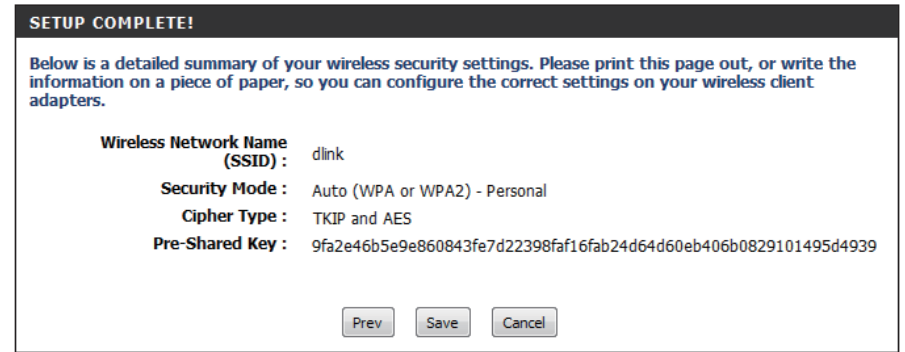 SETUP COMPLETE!
Below is a detailed summary of your wireless security settings. Please print this page out, or write the
information on a piece of paper, so you can configure the correct settings on your wireless client
adapters.
Wireless Network Name
(SSID) : dlink
Security Mode : Auto (WPA or WPA2) - Personal
Cipher Type : TKIP and AES
Pre-Shared Key : 9fa2e46b5e9e860843fe7d22398faf16fab24d64d60eb406b0829101495d4939
Prev Save Cancel